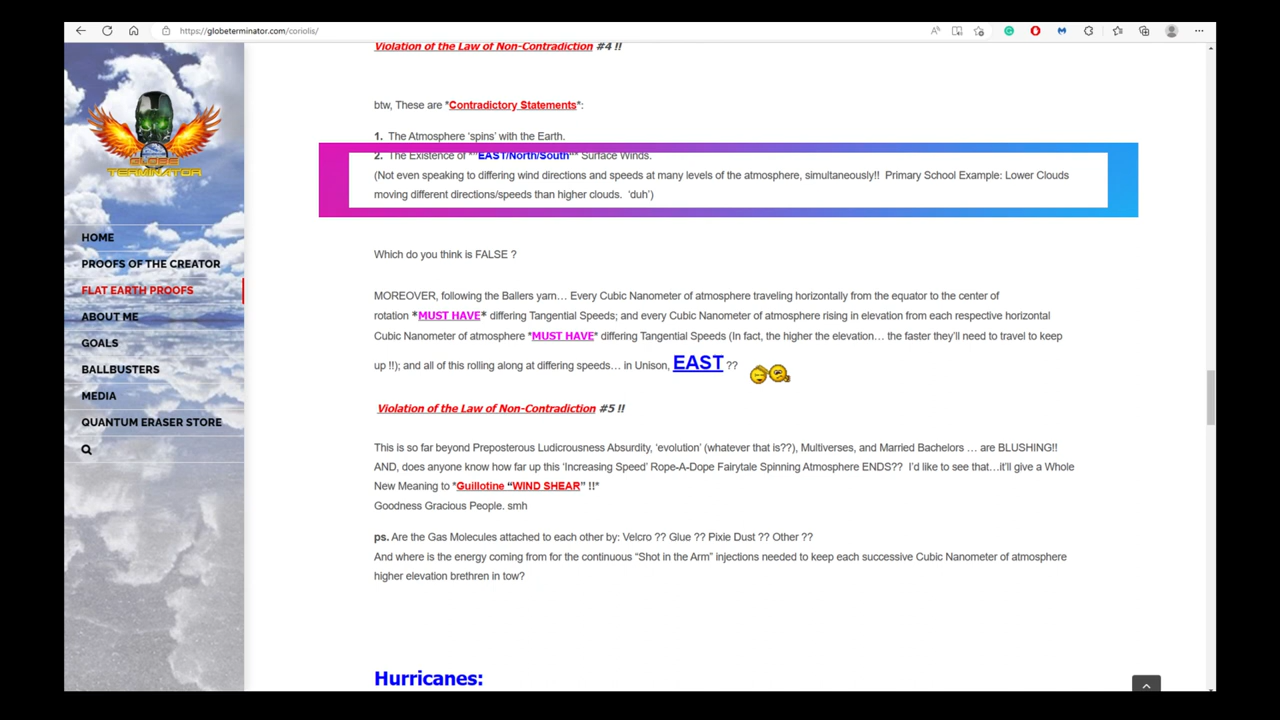 https://globeterminator.com/coriolis/
GLOBE
TERMINATOR
HOME
PROOFS OF THE CREATOR
FLAT EARTH PROOFS
ABOUT ME
GOALS
BALLBUSTERS
MEDIA
QUANTUM ERASER STORE
Violation of the Law of Non-Contradiction #4 !!
btw, These are *Contradictory Statements*:
1. The Atmosphere ‘spins’ with the Earth.
2. The Existence of **EAST/North/South** Surface Winds.
(Not even speaking to differing wind directions and speeds at many levels of the atmosphere, simultaneously!! Primary School Example: Lower Clouds
moving different directions/speeds than higher clouds. ‘duh’)
Which do you think is FALSE ?
MOREOVER, following the Ballers yarn… Every Cubic Nanometer of atmosphere traveling horizontally from the equator to the center of
rotation *MUST HAVE* differing Tangential Speeds; and every Cubic Nanometer of atmosphere rising in elevation from each respective horizontal
Cubic Nanometer of atmosphere *MUST HAVE* differing Tangential Speeds (In fact, the higher the elevation… the faster they’ll need to travel to keep
up !!); and all of this rolling along at differing speeds… in Unison, EAST ??
Violation of the Law of Non-Contradiction #5 !!
This is so far beyond Preposterous Ludicrousness Absurdity, ‘evolution’ (whatever that is??), Multiverses, and Married Bachelors … are BLUSHING!!
AND, does anyone know how far up this ‘Increasing Speed’ Rope-A-Dope Fairytale Spinning Atmosphere ENDS?? I’d like to see that…it’ll give a Whole
New Meaning to *Guillotine “WIND SHEAR” !!*
Goodness Gracious People. smh
ps. Are the Gas Molecules attached to each other by: Velcro ?? Glue ?? Pixie Dust ?? Other ??
And where is the energy coming from for the continuous “Shot in the Arm” injections needed to keep each successive Cubic Nanometer of atmosphere
higher elevation brethren in tow?
Hurricanes: